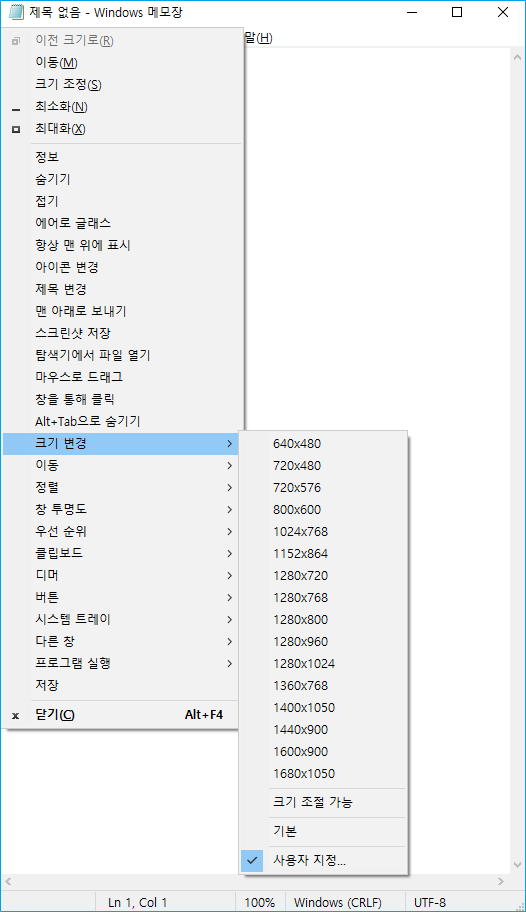 제목 없음 - Windows 메모장
말(H)
이전 크기로(R)
이동(M)
크기 조정(S)
최소화(N)
최대화(X)
정보
숨기기
접기
에어로 글래스
항상 맨 위에 표시
아이콘 변경
제목 변경
맨 아래로 보내기
스크린샷 저장
탐색기에서 파일 열기
마우스로 드래그
창을 통해 클릭
Alt+Tab으로 숨기기
크기 변경
이동
정렬
창 투명도
우선 순위
클립보드
디머
버튼
시스템 트레이
다른 창
프로그램 실행
저장
닫기(C) Alt+F4
640x480
720x480
720x576
800x600
1024x768
1152x864
1280x720
1280x768
1280x800
1280x960
1280x1024
1360x768
1400x1050
1440x900
1600x900
1680x1050
크기 조절 가능
기본
사용자 지정...
Ln 1, Col 1 100% Windows (CRLF) UTF-8